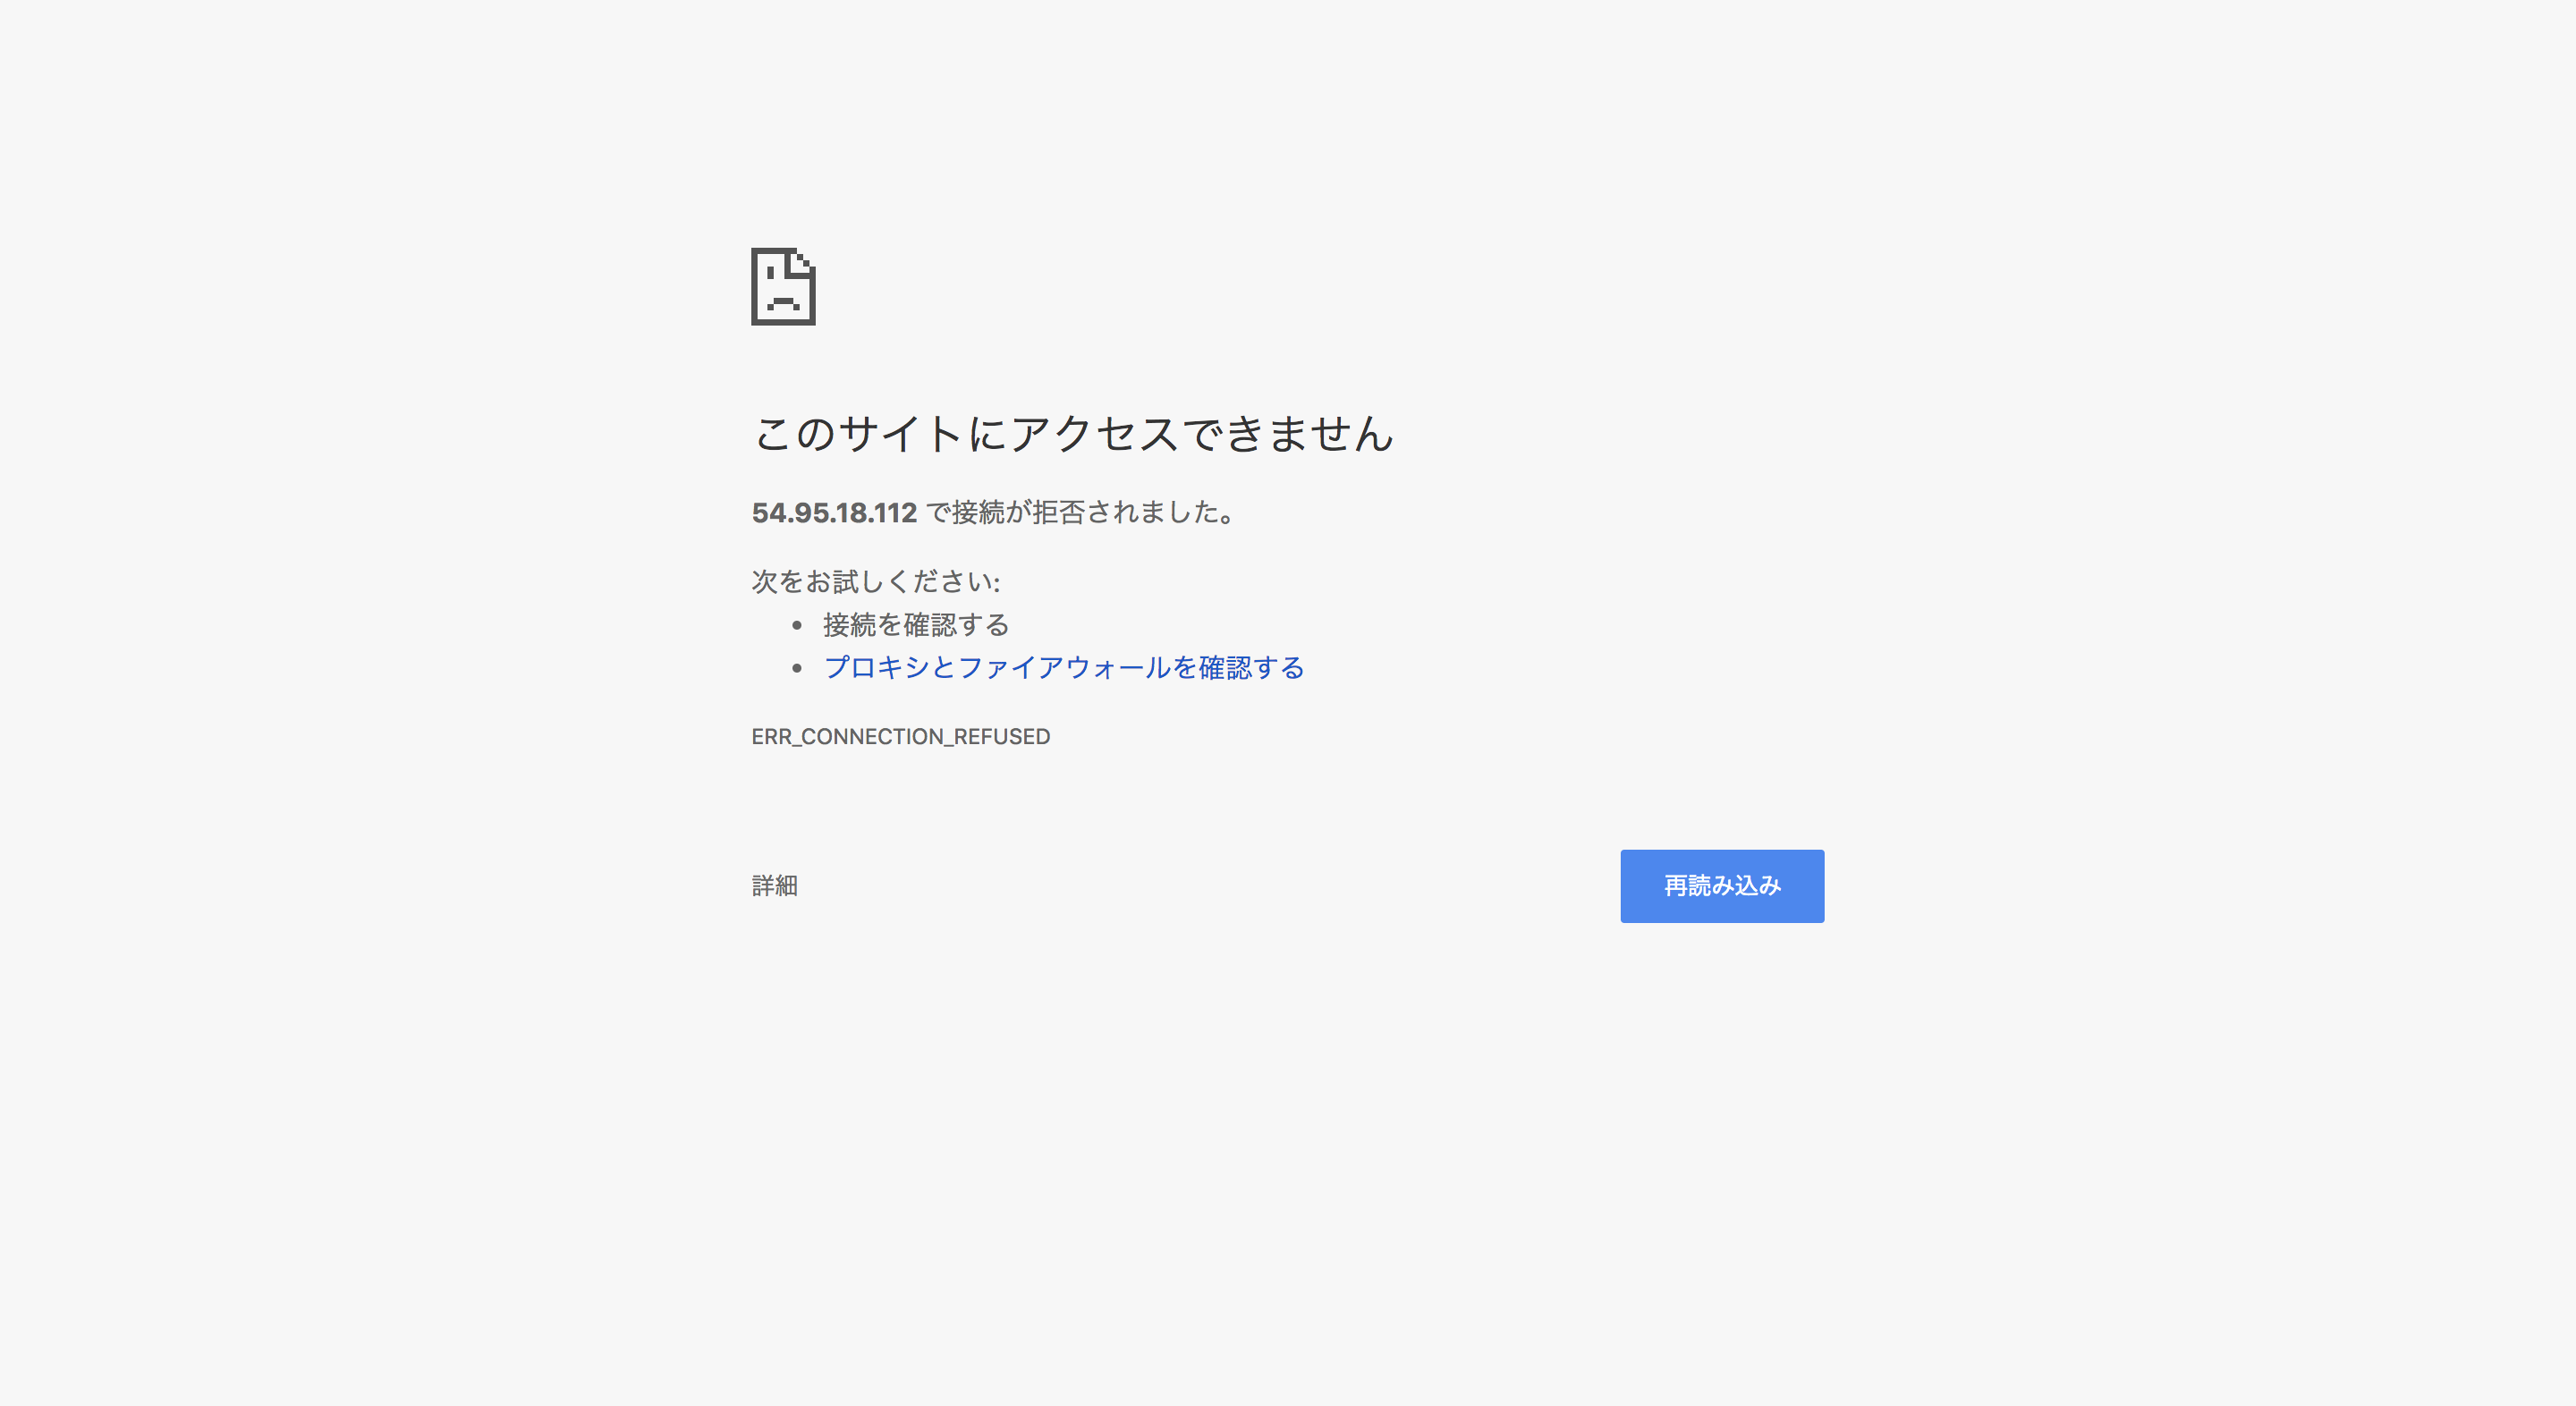 このサイトにアクセスできません
54.95.18.112 で接続が拒否されました。
次をお試しください:
• 接続を確認する
• プロキシとファイアウォールを確認する
ERR_CONNECTION_REFUSED
詳細
再読み込み